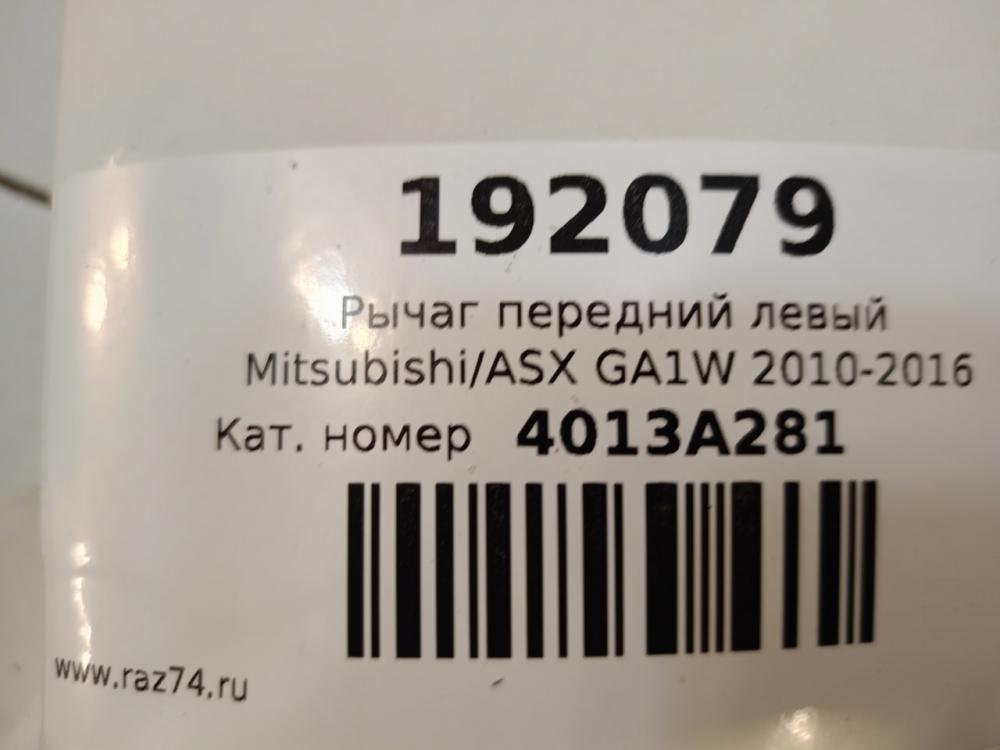 192079
Рычаг передний левый
Mitsubishi/ASX GA1W 2010-2016
Кат. номер 4013A281
www.raz74.ru